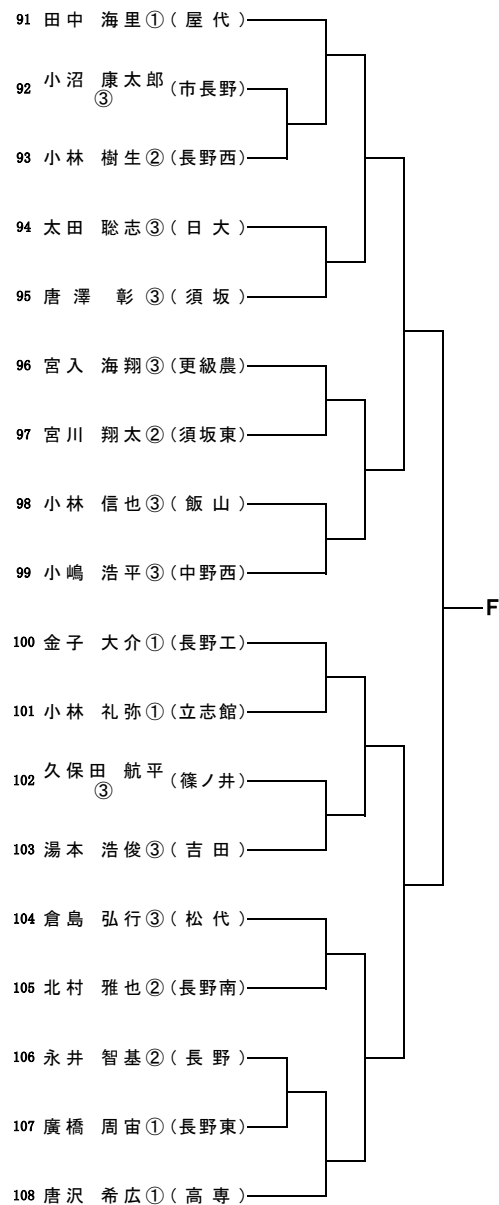 91 田中 海里①(屋代)
92 小沼 康太郎③(市長野)
93 小林 樹生②(長野西)
94 太田 聡志③(日大)
95 唐澤 彰③(須坂)
96 宮入 海翔③(更級農)
97 宮川 翔太②(須坂東)
98 小林 信也③(飯山)
99 小嶋 浩平③(中野西)
F
100 金子 大介①(長野工)
101 小林 礼弥①(立志館)
102 久保田 航平③(篠ノ井)
103 湯本 浩俊③(吉田)
104 倉島 弘行③(松代)
105 北村 雅也②(長野南)
106 永井 智基②(長野)
107 廣橋 周宙①(長野東)
108 唐沢 希広①(高専)